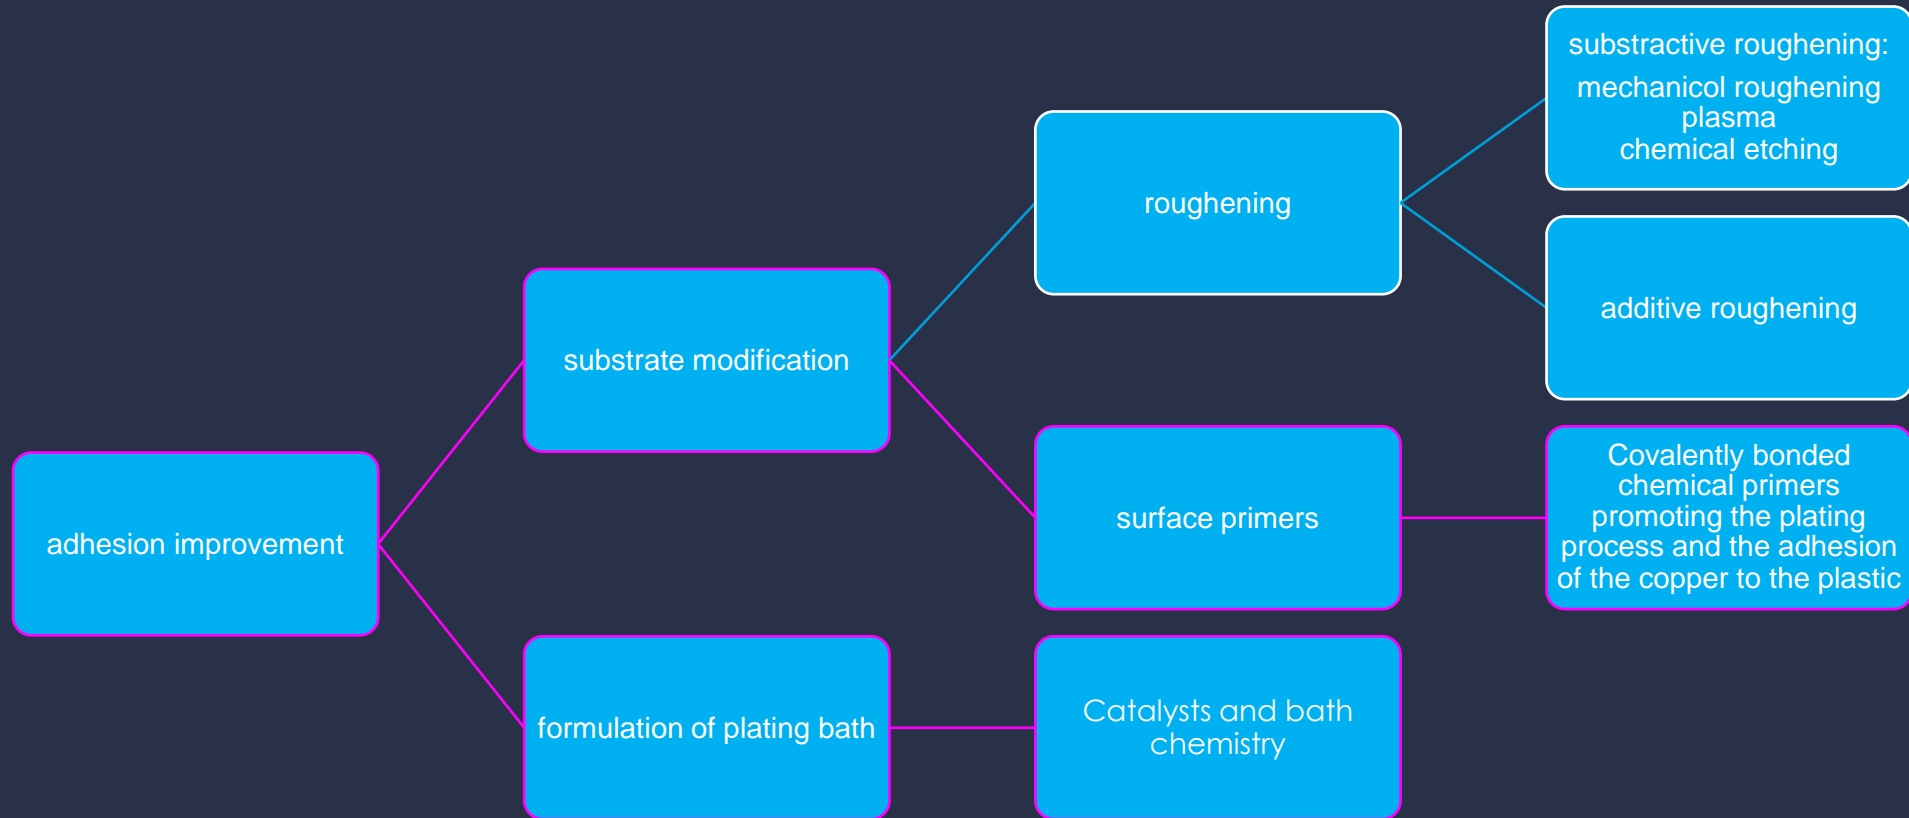 adhesion improvement
substrate modification
formulation of plating bath
roughening
surface primers
Catalysts and bath
chemistry
substractive roughening:
mechanicol roughening
plasma
chemical etching
additive roughening
Covalently bonded
chemical primers
promoting the plating
process and the adhesion
of the copper to the plastic